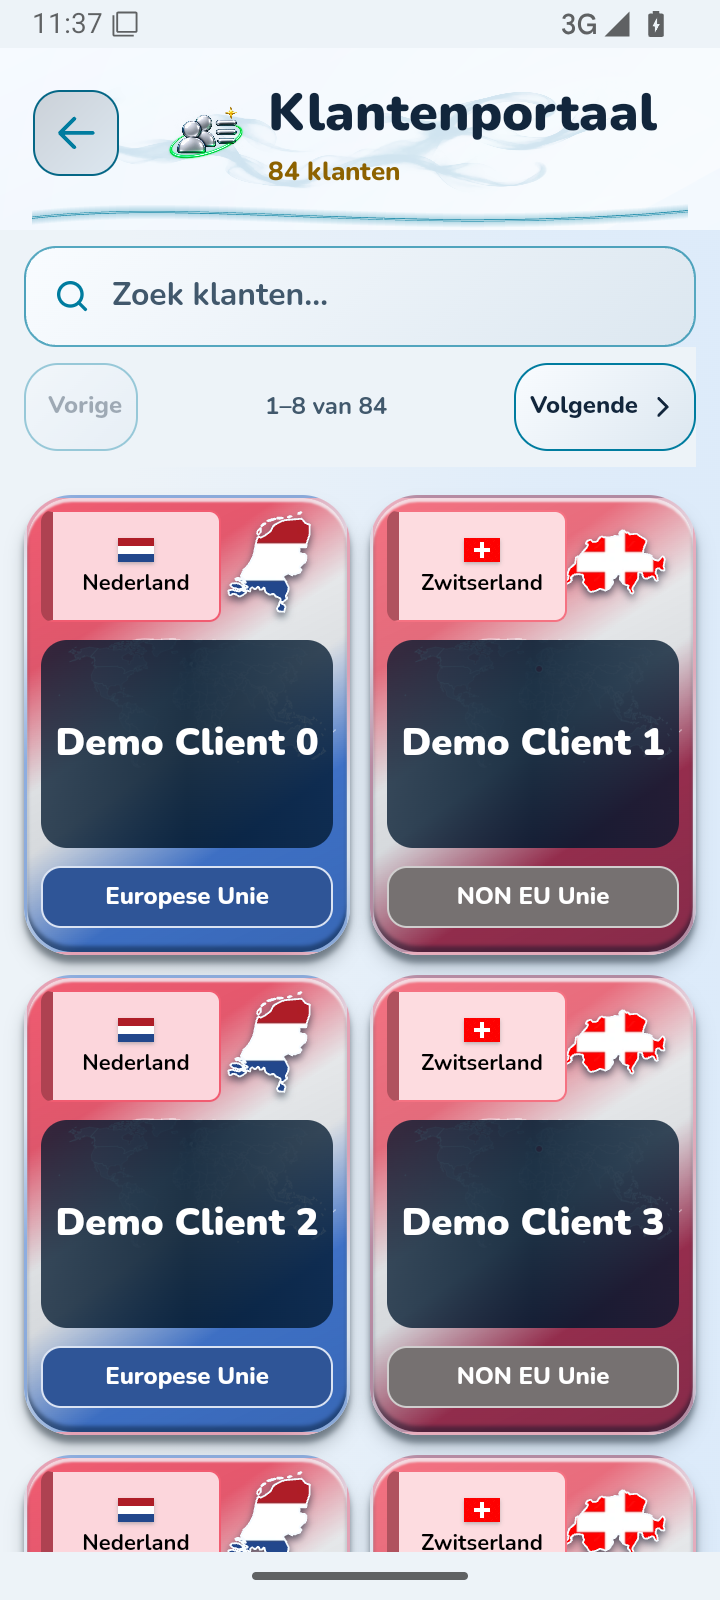 11:37
3G
Klantenportaal
84 klanten
Zoek klanten...
Vorige
1–8 van 84
Volgende
Nederland
Zwitserland
Demo Client 0
Demo Client 1
Europese Unie
NON EU Unie
Nederland
Zwitserland
Demo Client 2
Demo Client 3
Europese Unie
NON EU Unie
Nederland
Zwitserland